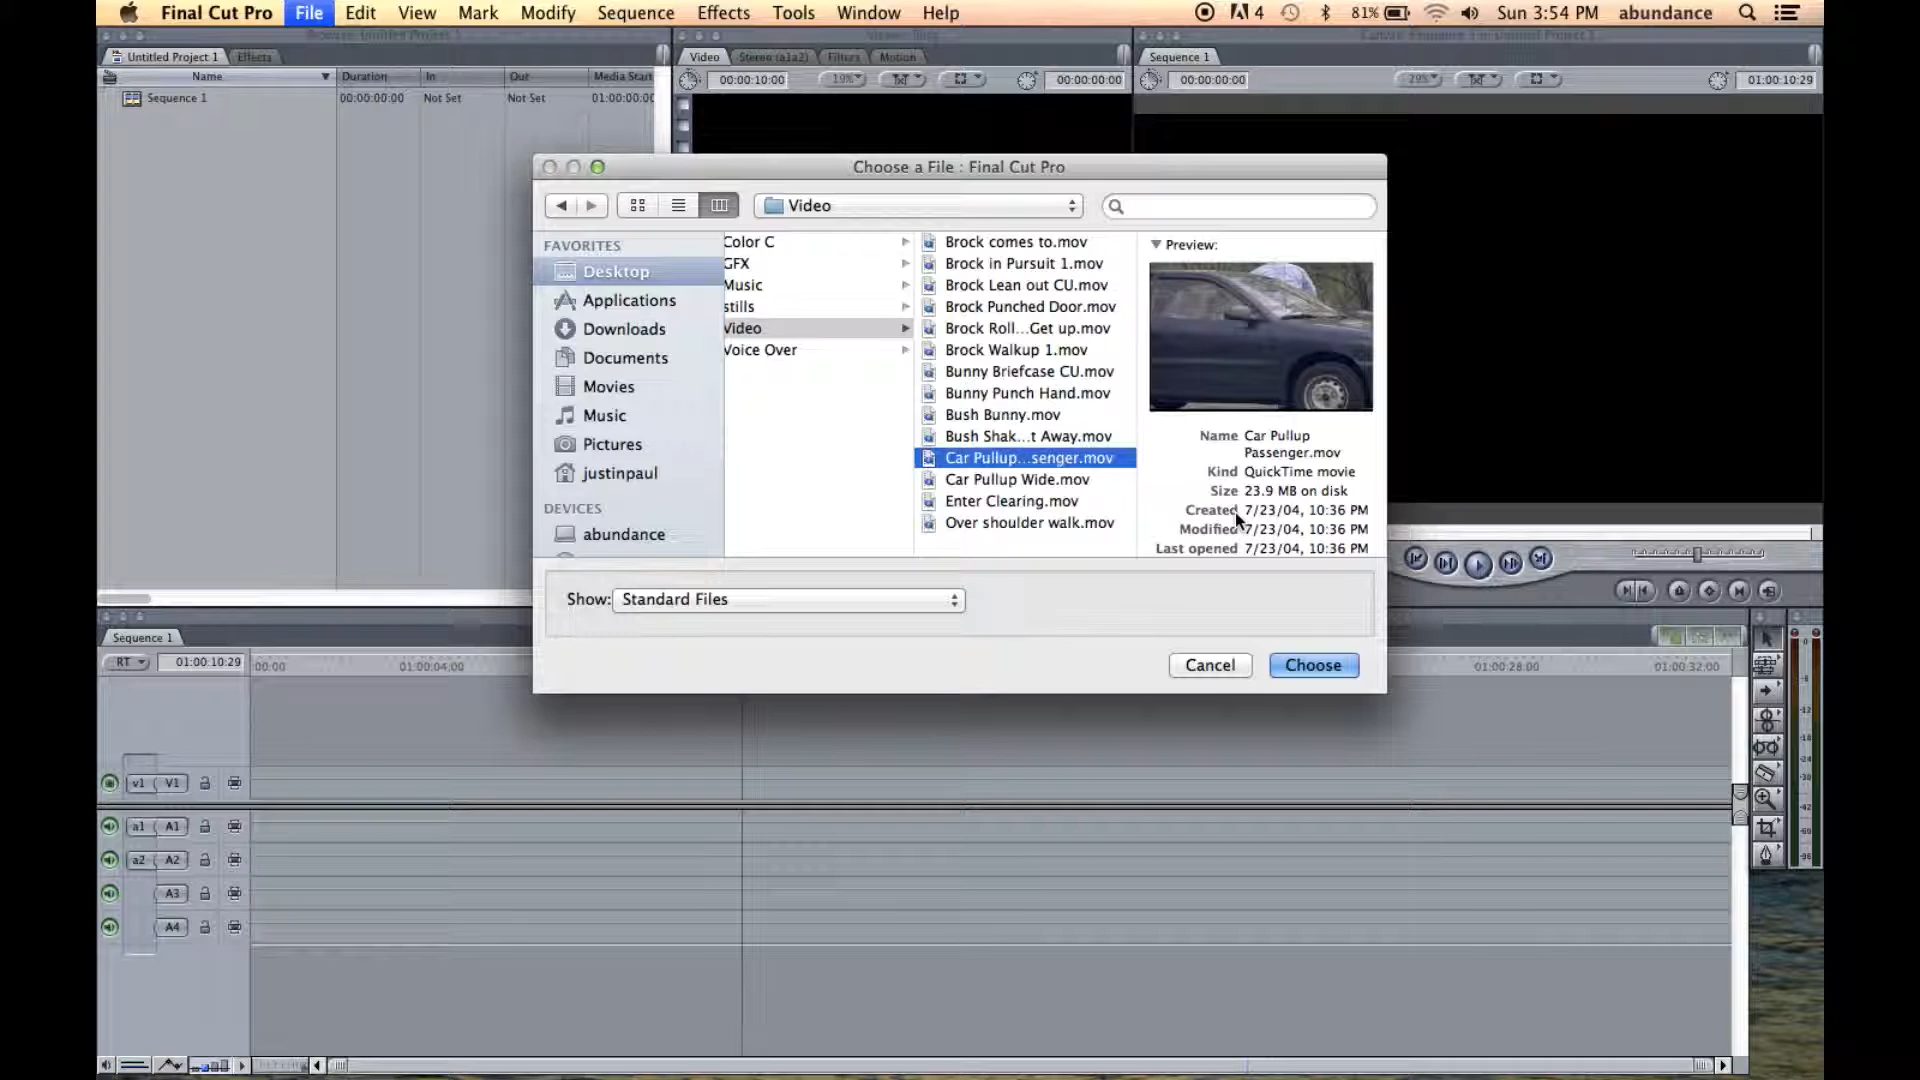 Final Cut Pro File Edit View Mark Modify Sequence Effects Tools Window Help 4 81% Sun 3:54 PM abundance
Untitled Project 1 Effects
Video Stereo (a1a2) Filters Motion
Sequence 1
Name Duration In Out Media Start
00:00:10:00 19% 00:00:00:00
00:00:00:00 29% 01:00:10:29
Sequence 1 00:00:00:00 Not Set Not Set 01:00:00:00
Choose a File : Final Cut Pro
Video
FAVORITES
Desktop
Applications
Downloads
Documents
Movies
Music
Pictures
justinpaul
DEVICES
abundance
Color C
GFX
Music
stills
Video
Voice Over
Brock comes to.mov
Brock in Pursuit 1.mov
Brock Lean out CU.mov
Brock Punched Door.mov
Brock Roll...Get up.mov
Brock Walkup 1.mov
Bunny Briefcase CU.mov
Bunny Punch Hand.mov
Bush Bunny.mov
Bush Shak...t Away.mov
Car Pullup...senger.mov
Car Pullup Wide.mov
Enter Clearing.mov
Over shoulder walk.mov
Preview:
Name Car Pullup
Passenger.mov
Kind QuickTime movie
Size 23.9 MB on disk
Created 7/23/04, 10:36 PM
Modified 7/23/04, 10:36 PM
Last opened 7/23/04, 10:36 PM
Show: Standard Files
Cancel Choose
Sequence 1
RT 01:00:10:29 :00:00 01:00:04:00 01:00:28:00 01:00:32:00
v1 V1
a1 A1
a2 A2
A3
A4